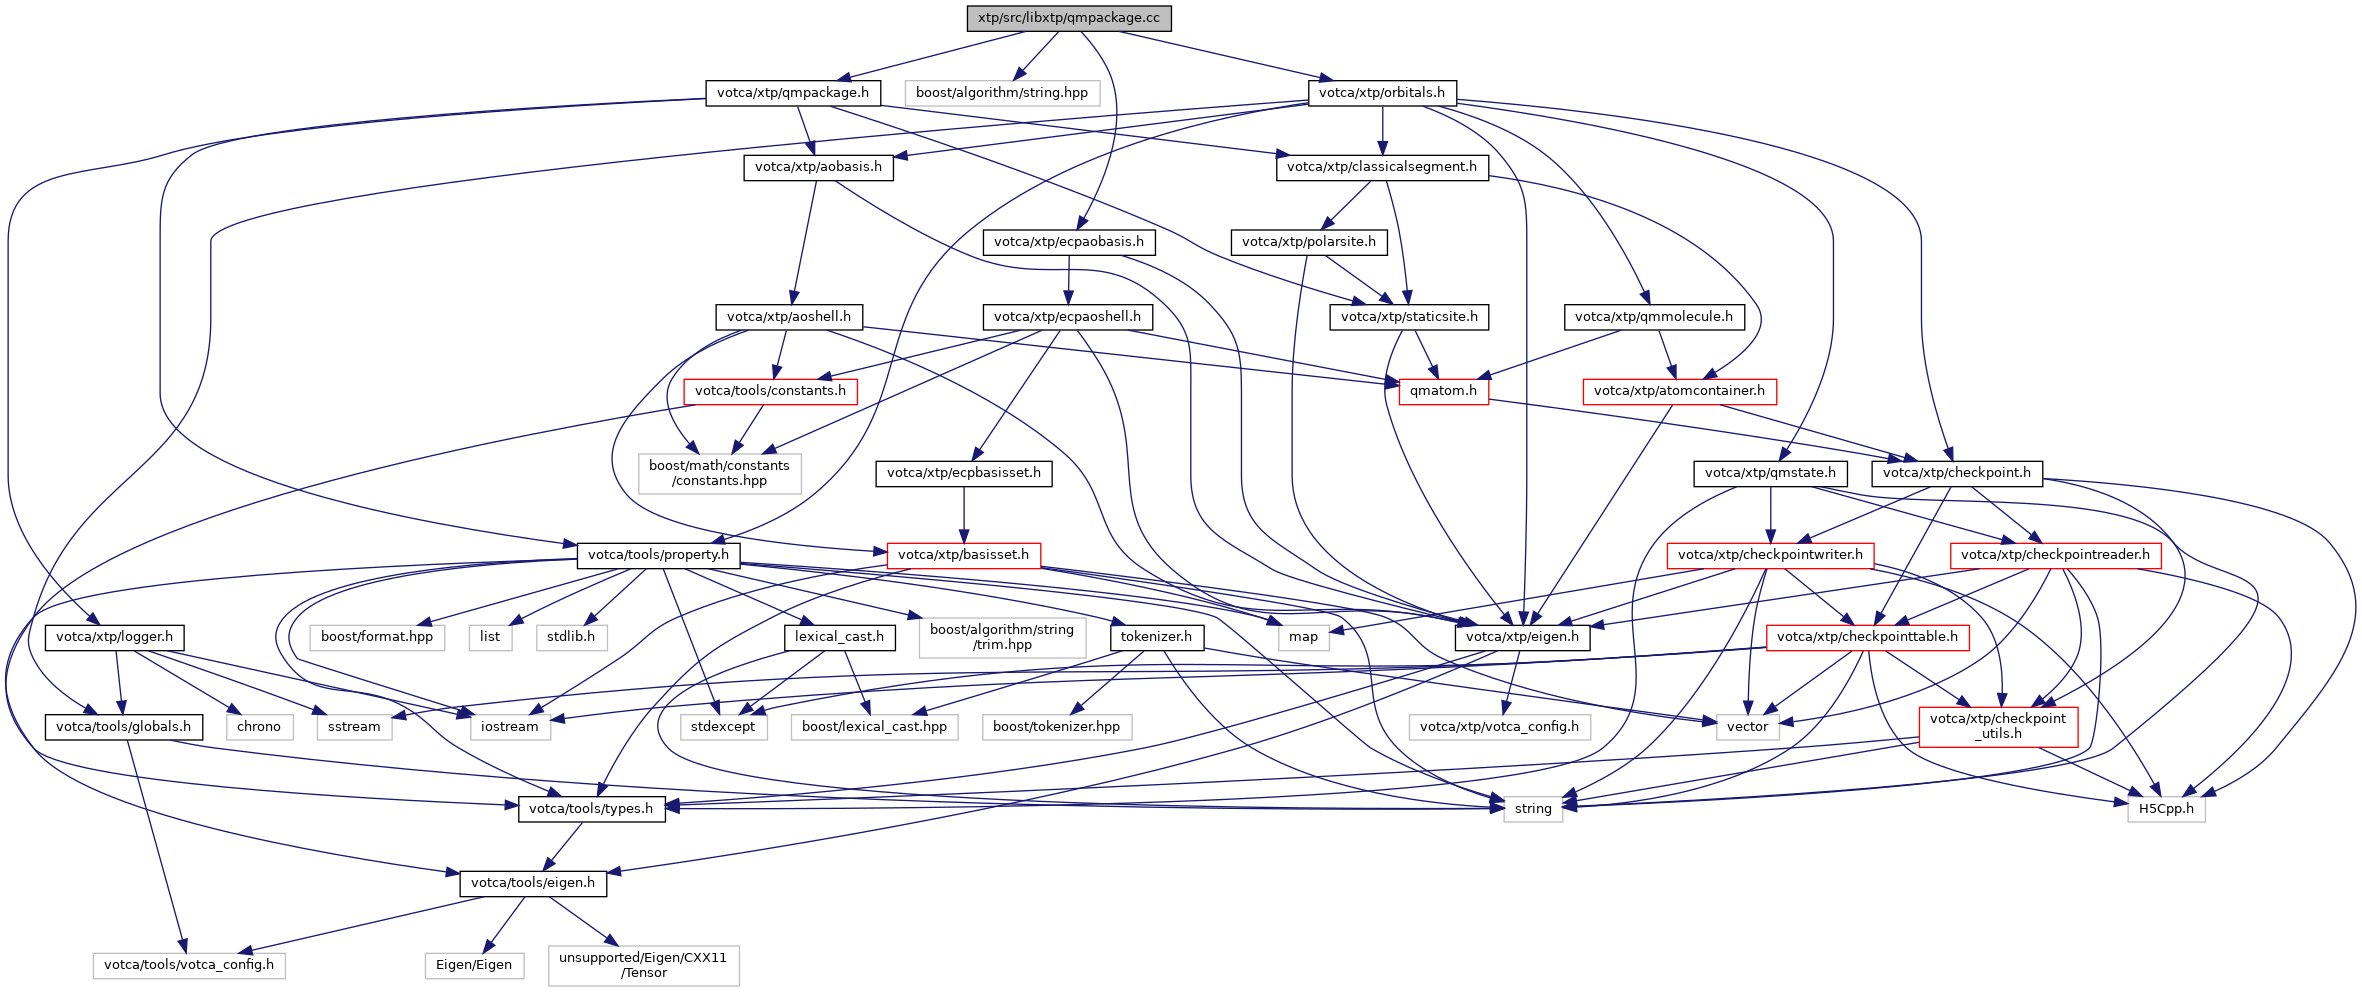 xtp/src/libxtp/qmpackage.cc
votca/xtp/qmpackage.h
boost/algorithm/string.hpp
votca/xtp/orbitals.h
votca/xtp/aobasis.h
votca/xtp/classicalsegment.h
votca/xtp/ecpaobasis.h
votca/xtp/polarsite.h
votca/xtp/aoshell.h
votca/xtp/ecpaoshell.h
votca/xtp/staticsite.h
votca/xtp/qmmolecule.h
votca/tools/constants.h
qmatom.h
votca/xtp/atomcontainer.h
boost/math/constants
/constants.hpp
votca/xtp/ecpbasisset.h
votca/xtp/qmstate.h
votca/xtp/checkpoint.h
votca/tools/property.h
votca/xtp/basisset.h
votca/xtp/checkpointwriter.h
votca/xtp/checkpointreader.h
votca/xtp/logger.h
boost/format.hpp
list
stdlib.h
lexical_cast.h
boost/algorithm/string
/trim.hpp
tokenizer.h
map
votca/xtp/eigen.h
votca/xtp/checkpointtable.h
votca/tools/globals.h
chrono
sstream
iostream
stdexcept
boost/lexical_cast.hpp
boost/tokenizer.hpp
votca/xtp/votca_config.h
vector
votca/xtp/checkpoint
_utils.h
votca/tools/types.h
string
H5Cpp.h
votca/tools/eigen.h
votca/tools/votca_config.h
Eigen/Eigen
unsupported/Eigen/CXX11
/Tensor